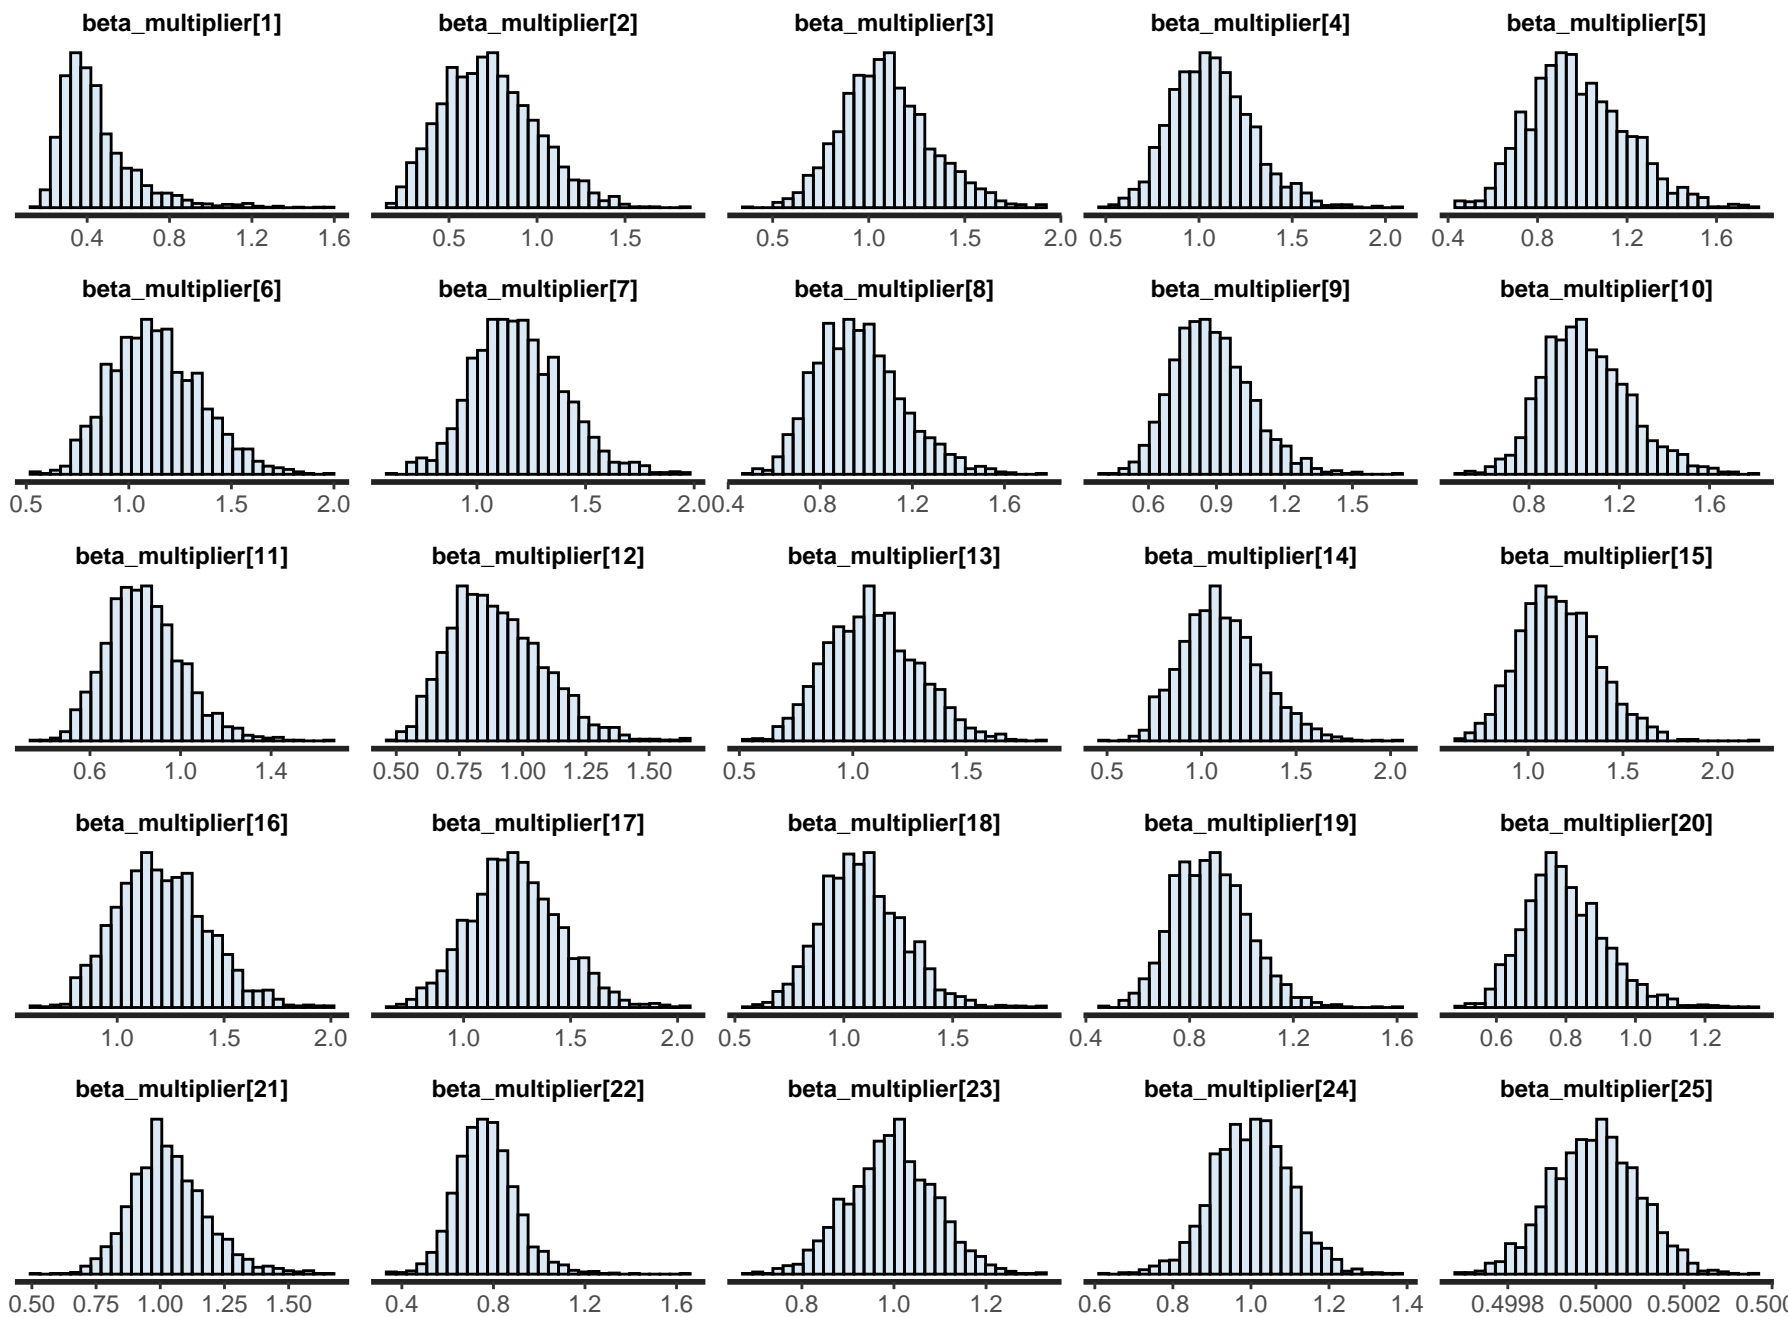 beta_multiplier[1] beta_multiplier[2] beta_multiplier[3] beta_multiplier[4] beta_multiplier[5]
0.4 0.8 1.2 1.6 0.5 1.0 1.5 0.5 1.0 1.5 2.0 0.5 1.0 1.5 2.0 0.4 0.8 1.2 1.6
beta_multiplier[6] beta_multiplier[7] beta_multiplier[8] beta_multiplier[9] beta_multiplier[10]
0.5 1.0 1.5 2.0 1.0 1.5 2.0 0.4 0.8 1.2 1.6 0.6 0.9 1.2 1.5 0.8 1.2 1.6
beta_multiplier[11] beta_multiplier[12] beta_multiplier[13] beta_multiplier[14] beta_multiplier[15]
0.6 1.0 1.4 0.50 0.75 1.00 1.25 1.50 0.5 1.0 1.5 0.5 1.0 1.5 2.0 1.0 1.5 2.0
beta_multiplier[16] beta_multiplier[17] beta_multiplier[18] beta_multiplier[19] beta_multiplier[20]
1.0 1.5 2.0 1.0 1.5 2.0 0.5 1.0 1.5 0.4 0.8 1.2 1.6 0.6 0.8 1.0 1.2
beta_multiplier[21] beta_multiplier[22] beta_multiplier[23] beta_multiplier[24] beta_multiplier[25]
0.50 0.75 1.00 1.25 1.50 0.4 0.8 1.2 1.6 0.8 1.0 1.2 0.6 0.8 1.0 1.2 1.4 0.4998 0.5000 0.5002